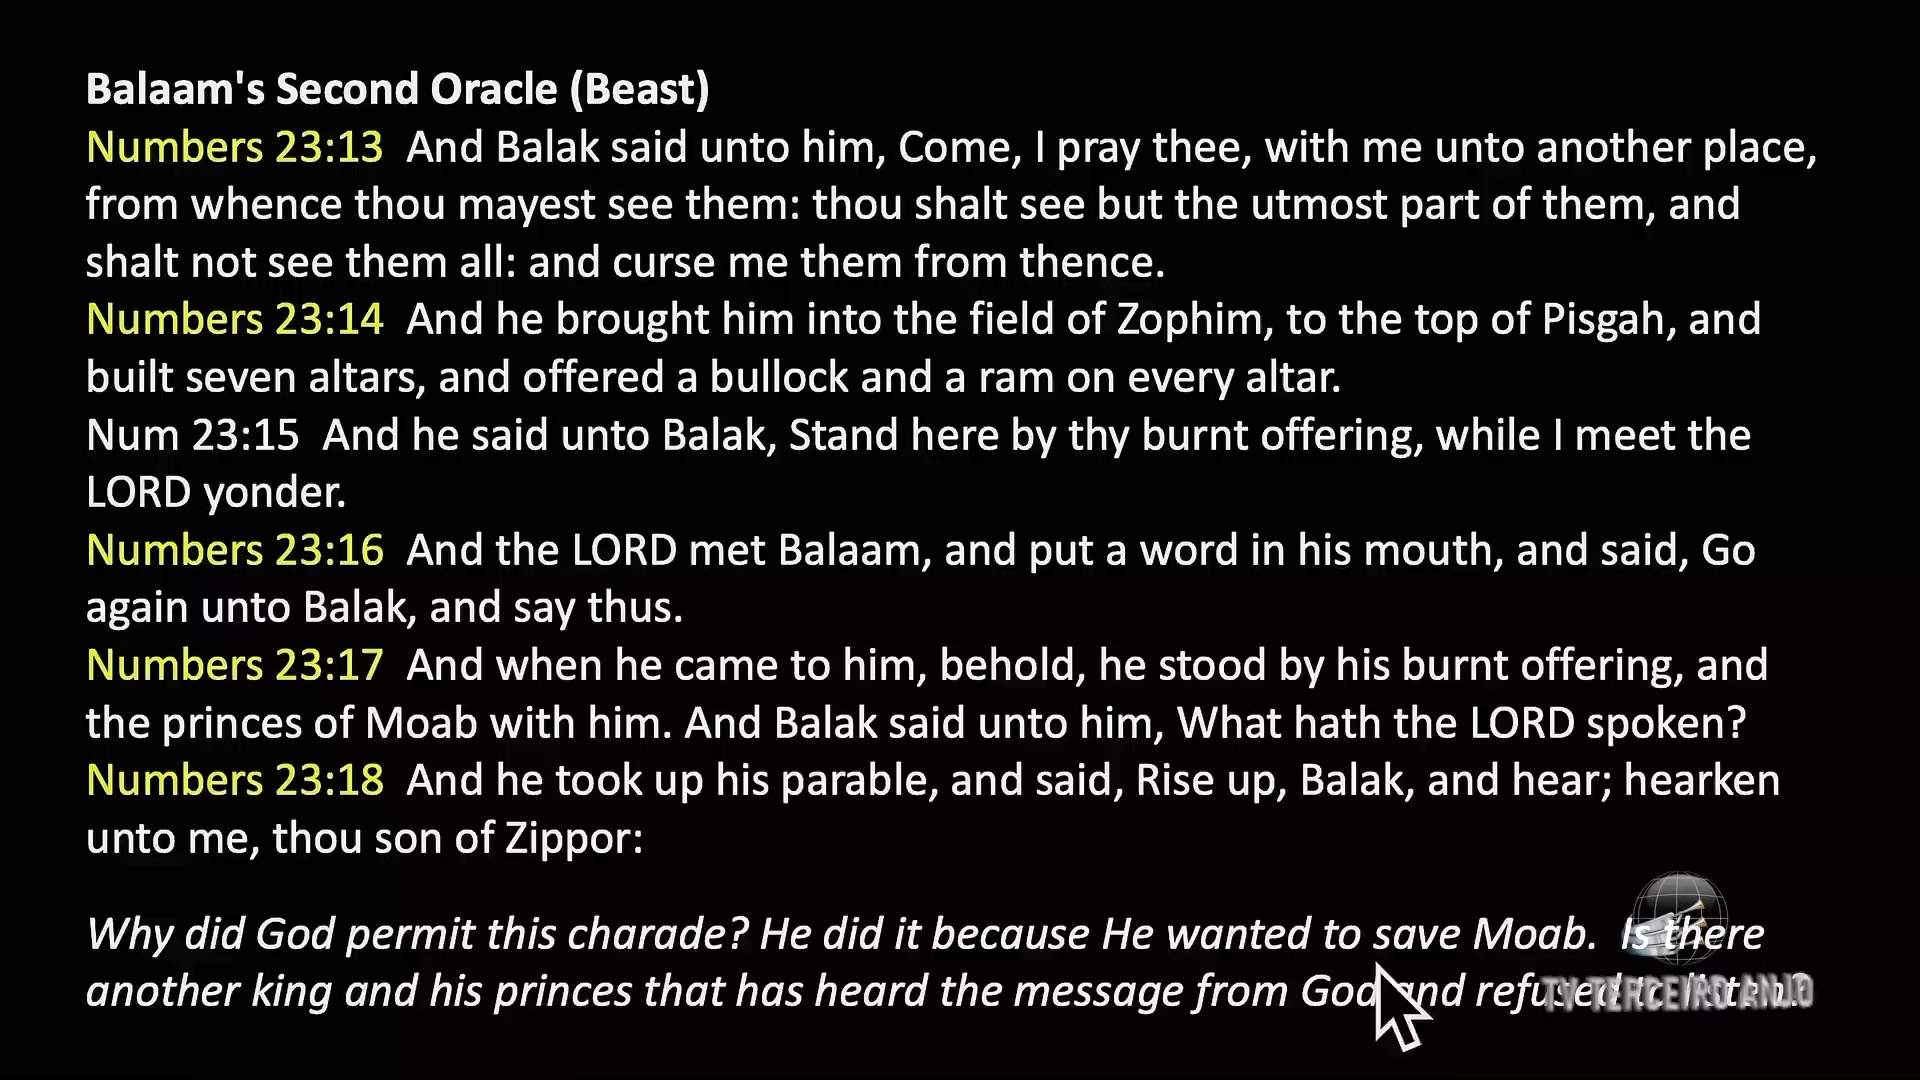 Balaam's Second Oracle (Beast)
Numbers 23:13  And Balak said unto him, Come, I pray thee, with me unto another place,
from whence thou mayest see them: thou shalt see but the utmost part of them, and
shalt not see them all: and curse me them from thence.
Numbers 23:14  And he brought him into the field of Zophim, to the top of Pisgah, and
built seven altars, and offered a bullock and a ram on every altar.
Num 23:15  And he said unto Balak, Stand here by thy burnt offering, while I meet the
LORD yonder.
Numbers 23:16  And the LORD met Balaam, and put a word in his mouth, and said, Go
again unto Balak, and say thus.
Numbers 23:17  And when he came to him, behold, he stood by his burnt offering, and
the princes of Moab with him. And Balak said unto him, What hath the LORD spoken?
Numbers 23:18  And he took up his parable, and said, Rise up, Balak, and hear; hearken
unto me, thou son of Zippor:
Why did God permit this charade? He did it because He wanted to save Moab.  Is there
another king and his princes that has heard the message from God and refused to listen?
TV TERCEIRO ANJO